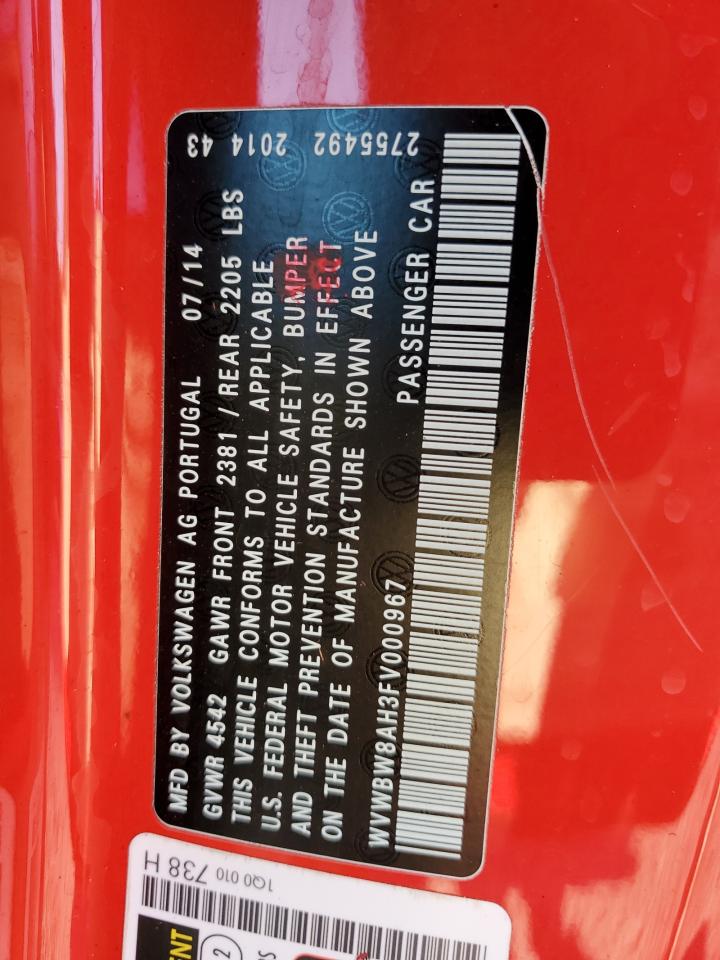 MFD BY VOLKSWAGEN AG PORTUGAL 07/14
GVWR 4542 GAWR FRONT 2381 / REAR 2205 LBS
THIS VEHICLE CONFORMS TO ALL APPLICABLE
U.S. FEDERAL MOTOR VEHICLE SAFETY, BUMPER
AND THEFT PREVENTION STANDARDS IN EFFECT
ON THE DATE OF MANUFACTURE SHOWN ABOVE
WVWBW8AH3FV000967 PASSENGER CAR
2755492 2014 43
1Q0 010 738 H
2